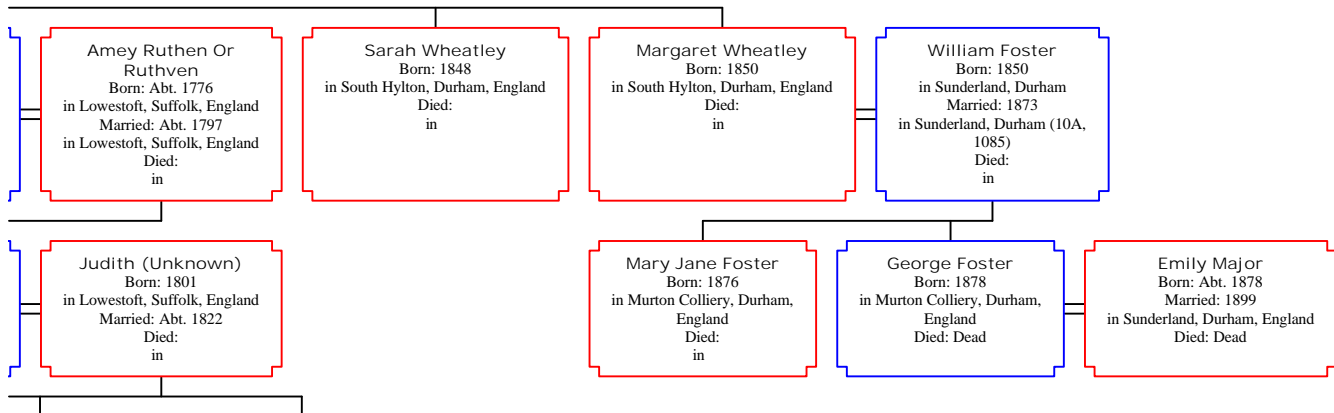 Amey Ruthen Or
Ruthven
Born: Abt. 1776
in Lowestoft, Suffolk, England
Married: Abt. 1797
in Lowestoft, Suffolk, England
Died:
in
Sarah Wheatley
Born: 1848
in South Hylton, Durham, England
Died:
in
Margaret Wheatley
Born: 1850
in South Hylton, Durham, England
Died:
in
William Foster
Born: 1850
in Sunderland, Durham
Married: 1873
in Sunderland, Durham (10A,
1085)
Died:
in
Judith (Unknown)
Born: 1801
in Lowestoft, Suffolk, England
Married: Abt. 1822
Died:
in
Mary Jane Foster
Born: 1876
in Murton Colliery, Durham,
England
Died:
in
George Foster
Born: 1878
in Murton Colliery, Durham,
England
Died: Dead
Emily Major
Born: Abt. 1878
Married: 1899
in Sunderland, Durham, England
Died: Dead